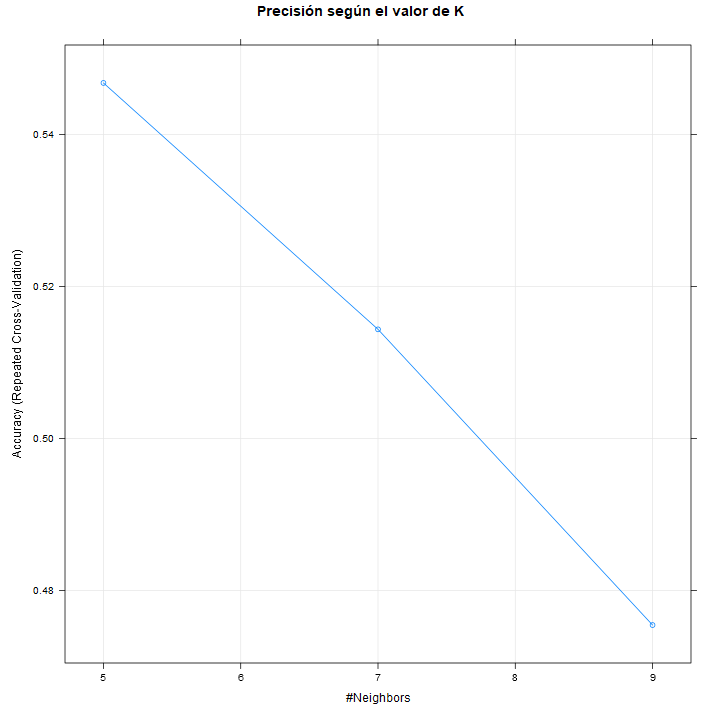 Precisión según el valor de K
Accuracy (Repeated Cross-Validation)
0.54
0.52
0.50
0.48
5 6 7 8 9
#Neighbors